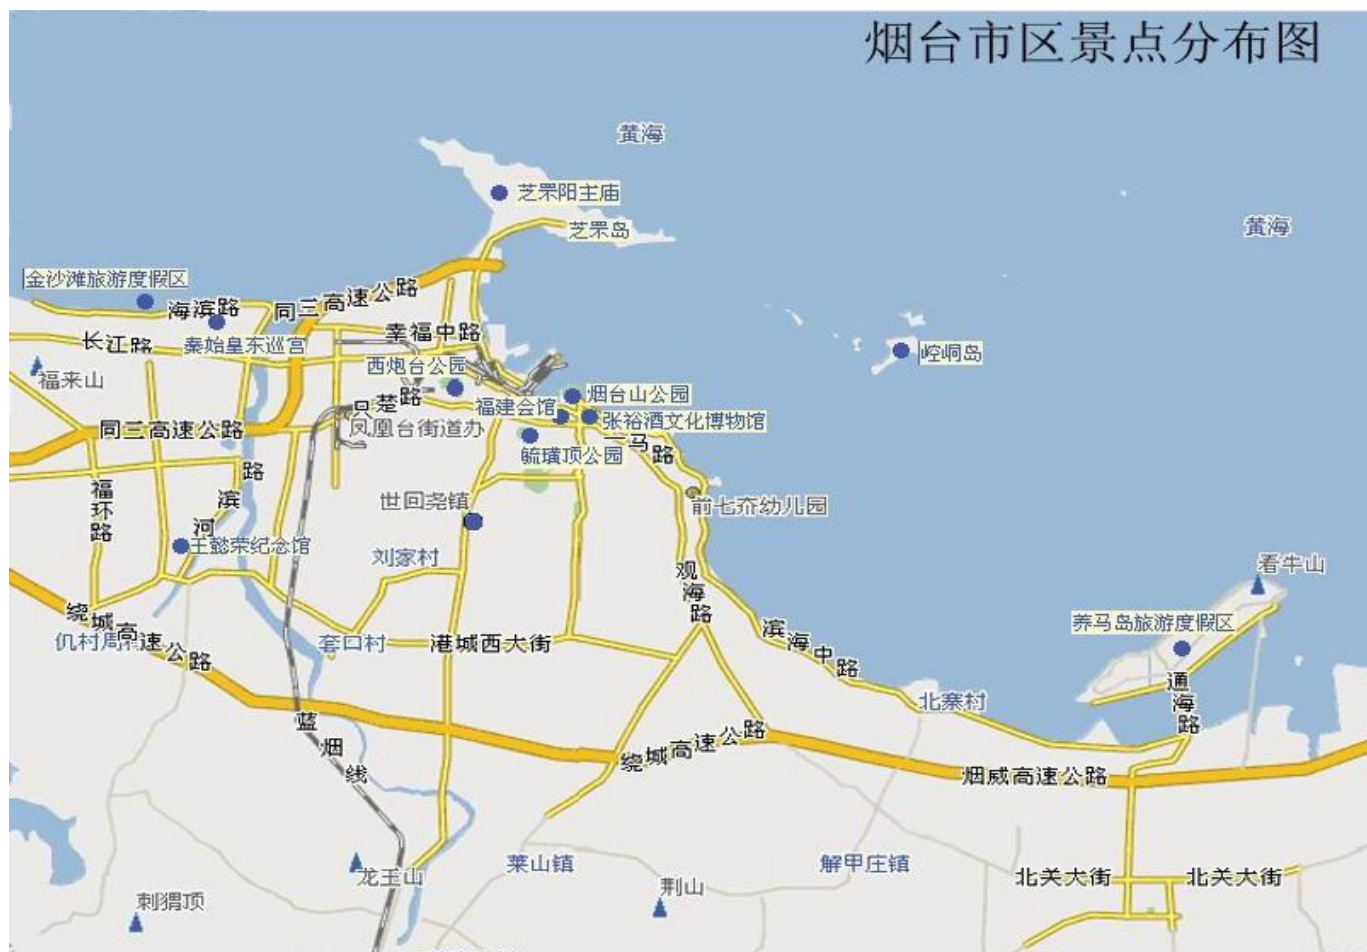 烟台市区景点分布图
黄海
芝罘阳主庙
黄海
芝罘岛
金沙滩旅游度假区
海滨路
同三高速公路
长江路
秦始皇东巡宫
幸福中路
西炮台公园
崆峒岛
福来山
只楚路
福建会馆
烟台山公园
张裕酒文化博物馆
同三高速公路
凤凰台街道办
一马路
毓璜顶公园
福环路
滨河路
世回尧镇
前七夼幼儿园
王懿荣纪念馆
刘家村
观海路
看牛山
绕城高速公路
养马岛旅游度假区
套口村
港城西大街
滨海中路
通海路
北寨村
蓝烟线
绕城高速公路
烟威高速公路
龙王山
莱山镇
解甲庄镇
荆山
北关大街
北关大街
刺猬顶